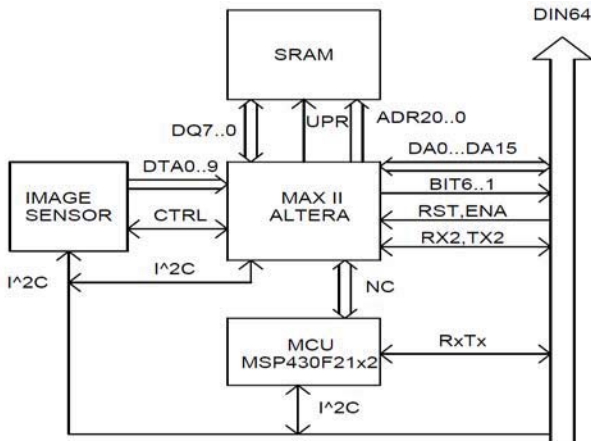 DIN64
SRAM
DQ7..0
UPR
ADR20..0
DA0...DA15
DTA0..9
IMAGE
SENSOR
MAX II
ALTERA
BIT6..1
CTRL
RST,ENA
RX2,TX2
I^2C
I^2C
NC
MCU
MSP430F21x2
RxTx
I^2C